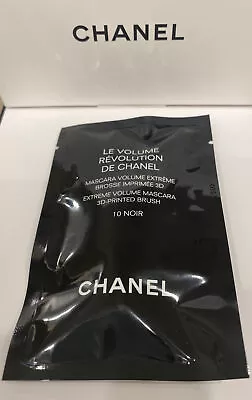 CHANEL
LE VOLUME
RÉVOLUTION
DE CHANEL
MASCARA VOLUME EXTRÊME
BROSSE IMPRIMÉE 3D
EXTREME VOLUME MASCARA
3D-PRINTED BRUSH
10 NOIR
CHANEL